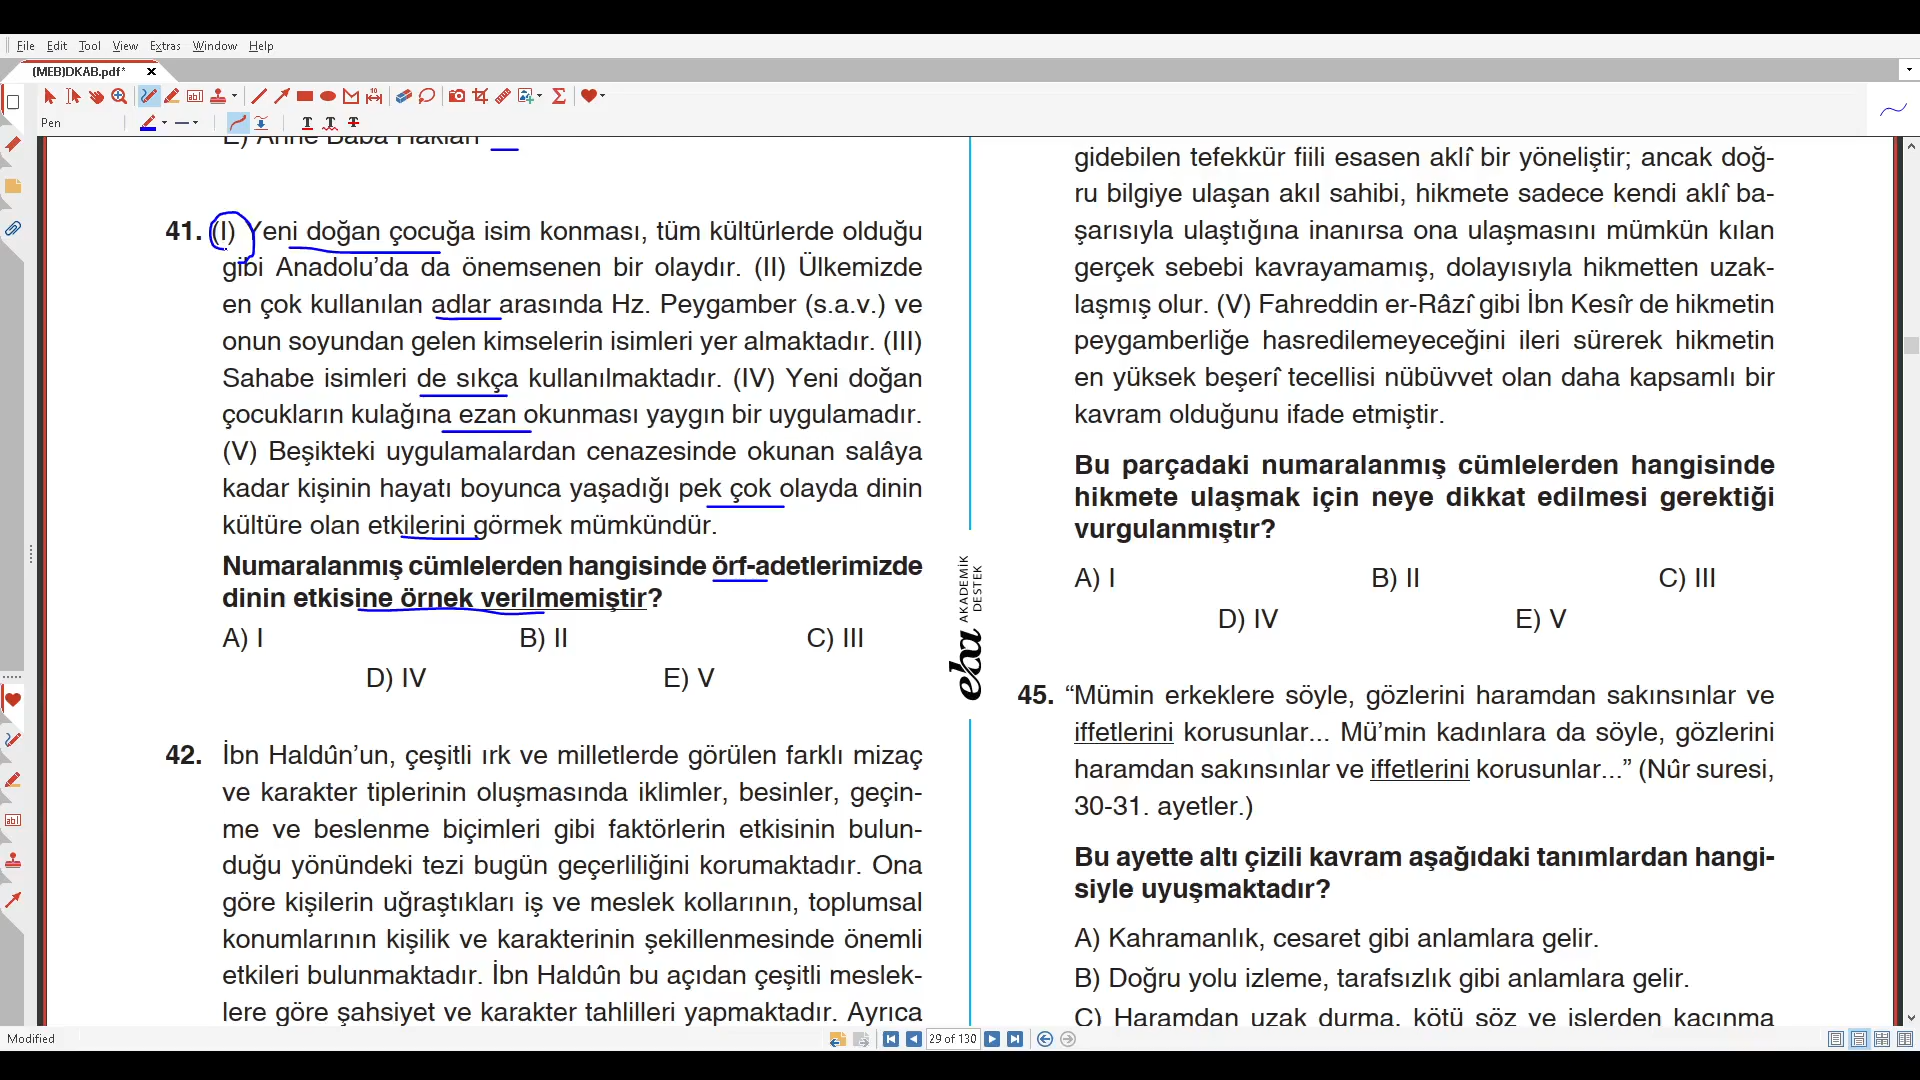 File Edit Tool View Extras Window Help
(MEB)DKAB.pdf*
Pen
E) Anne Baba Hakları
41. (I) Yeni doğan çocuğa isim konması, tüm kültürlerde olduğu
gibi Anadolu’da da önemsenen bir olaydır. (II) Ülkemizde
en çok kullanılan adlar arasında Hz. Peygamber (s.a.v.) ve
onun soyundan gelen kimselerin isimleri yer almaktadır. (III)
Sahabe isimleri de sıkça kullanılmaktadır. (IV) Yeni doğan
çocukların kulağına ezan okunması yaygın bir uygulamadır.
(V) Beşikteki uygulamalardan cenazesinde okunan salâya
kadar kişinin hayatı boyunca yaşadığı pek çok olayda dinin
kültüre olan etkilerini görmek mümkündür.
Numaralanmış cümlelerden hangisinde örf-adetlerimizde
dinin etkisine örnek verilmemiştir?
A) I B) II C) III
D) IV E) V
42. İbn Haldûn’un, çeşitli ırk ve milletlerde görülen farklı mizaç
ve karakter tiplerinin oluşmasında iklimler, besinler, geçin-
me ve beslenme biçimleri gibi faktörlerin etkisinin bulun-
duğu yönündeki tezi bugün geçerliliğini korumaktadır. Ona
göre kişilerin uğraştıkları iş ve meslek kollarının, toplumsal
konumlarının kişilik ve karakterinin şekillenmesinde önemli
etkileri bulunmaktadır. İbn Haldûn bu açıdan çeşitli meslek-
lere göre şahsiyet ve karakter tahlilleri yapmaktadır. Ayrıca
eba AKADEMİK
DESTEK
gidebilen tefekkür fiili esasen aklî bir yöneliştir; ancak doğ-
ru bilgiye ulaşan akıl sahibi, hikmete sadece kendi aklî ba-
şarısıyla ulaştığına inanırsa ona ulaşmasını mümkün kılan
gerçek sebebi kavrayamamış, dolayısıyla hikmetten uzak-
laşmış olur. (V) Fahreddin er-Râzî gibi İbn Kesîr de hikmetin
peygamberliğe hasredilemeyeceğini ileri sürerek hikmetin
en yüksek beşerî tecellisi nübüvvet olan daha kapsamlı bir
kavram olduğunu ifade etmiştir.
Bu parçadaki numaralanmış cümlelerden hangisinde
hikmete ulaşmak için neye dikkat edilmesi gerektiği
vurgulanmıştır?
A) I B) II C) III
D) IV E) V
45. “Mümin erkeklere söyle, gözlerini haramdan sakınsınlar ve
iffetlerini korusunlar... Mü’min kadınlara da söyle, gözlerini
haramdan sakınsınlar ve iffetlerini korusunlar...” (Nûr suresi,
30-31. ayetler.)
Bu ayette altı çizili kavram aşağıdaki tanımlardan hangi-
siyle uyuşmaktadır?
A) Kahramanlık, cesaret gibi anlamlara gelir.
B) Doğru yolu izleme, tarafsızlık gibi anlamlara gelir.
C) Haramdan uzak durma, kötü söz ve işlerden kaçınma
Modified 29 of 130